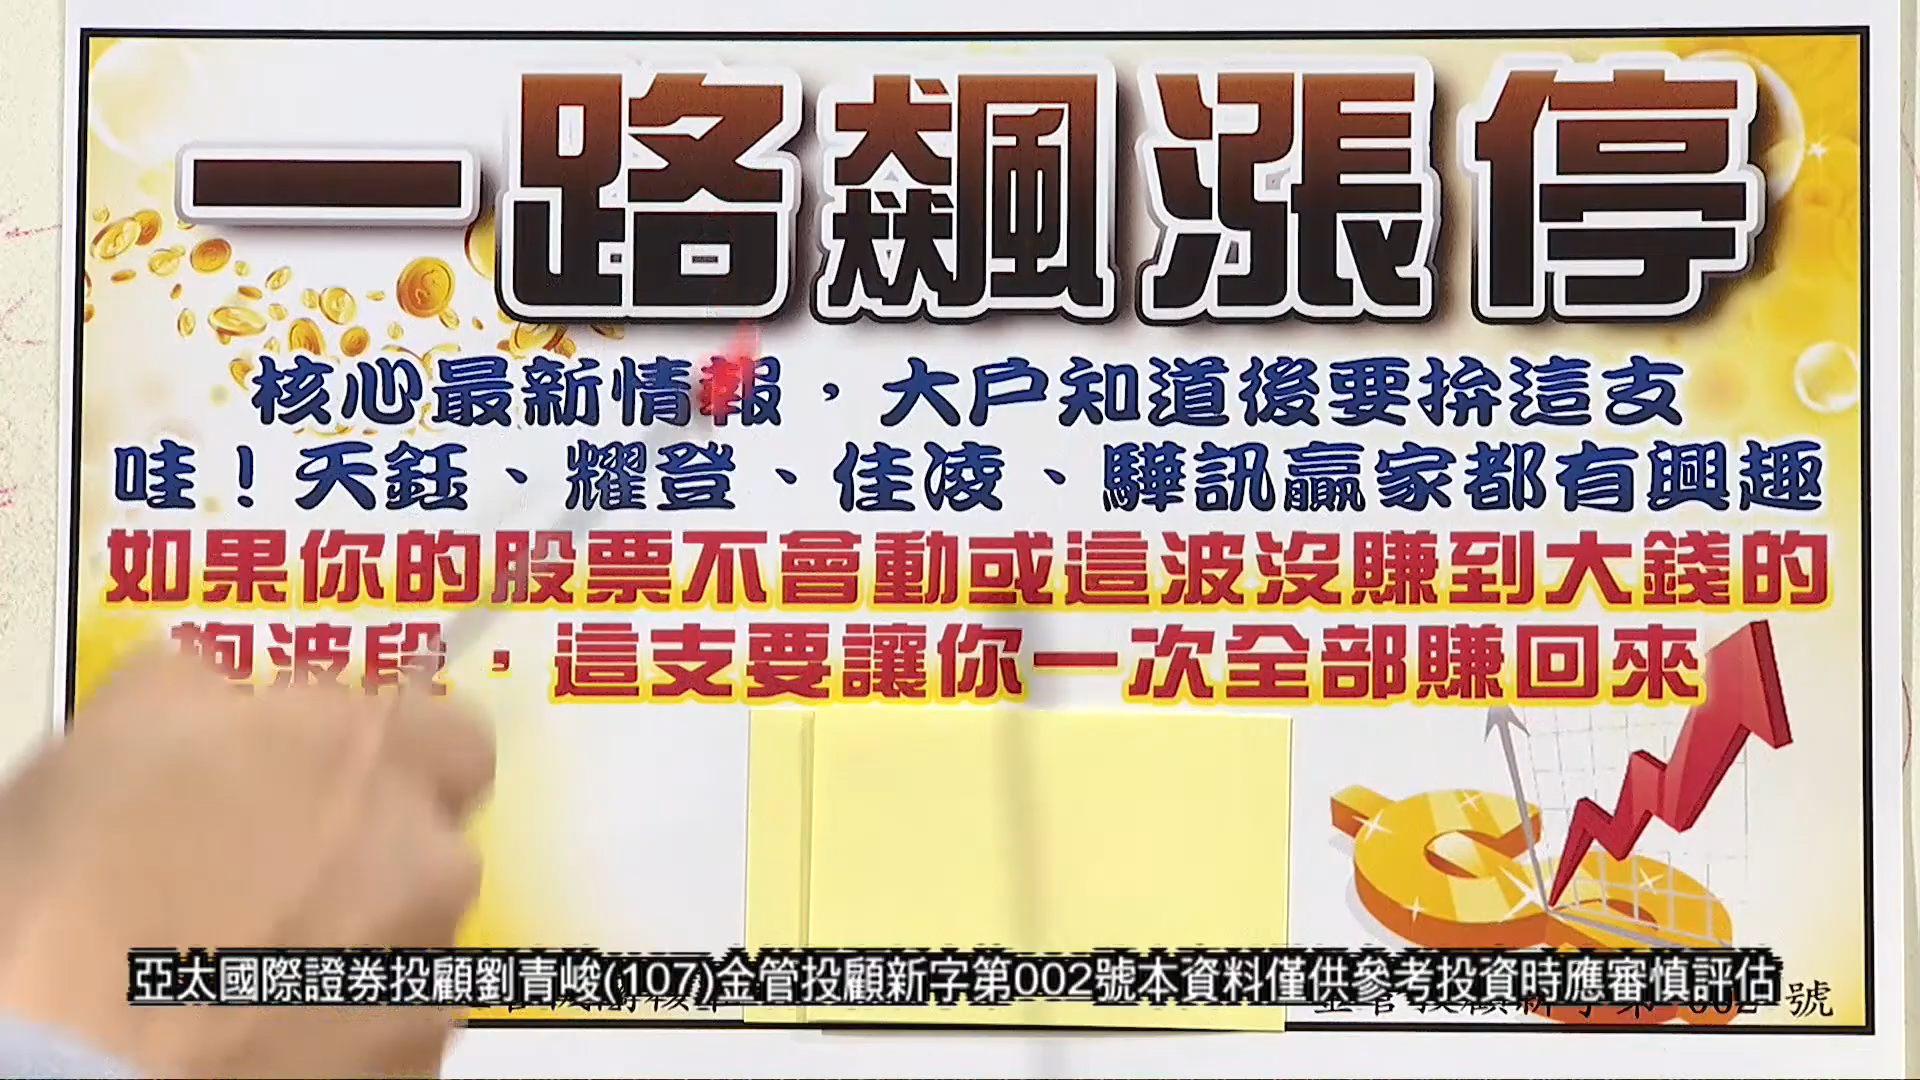 一路飆漲停
核心最新情報，大戶知道後要拚這支
哇！天鈺、耀登、佳凌、驊訊贏家都有興趣
如果你的股票不會動或這波沒賺到大錢的
抱波段，這支要讓你一次全部賺回來
亞太國際證券投顧劉青峻(107)金管投顧新字第002號本資料僅供參考投資時應審慎評估
號